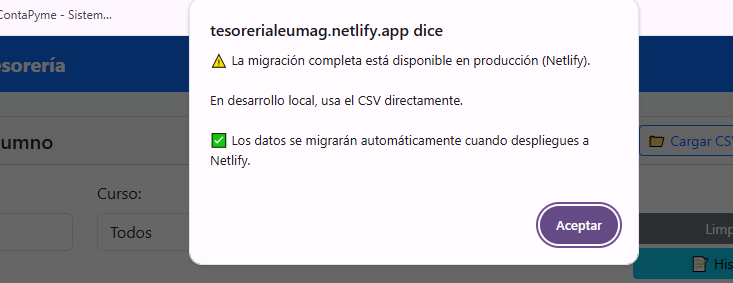 ContaPyme - Sistem...
tesorerialeumag.netlify.app dice
esorería
⚠️ La migración completa está disponible en producción (Netlify).
En desarrollo local, usa el CSV directamente.
umno
✅ Los datos se migrarán automáticamente cuando despliegues a
Netlify.
Cargar CS
Curso:
Todos
Aceptar
Limp
His